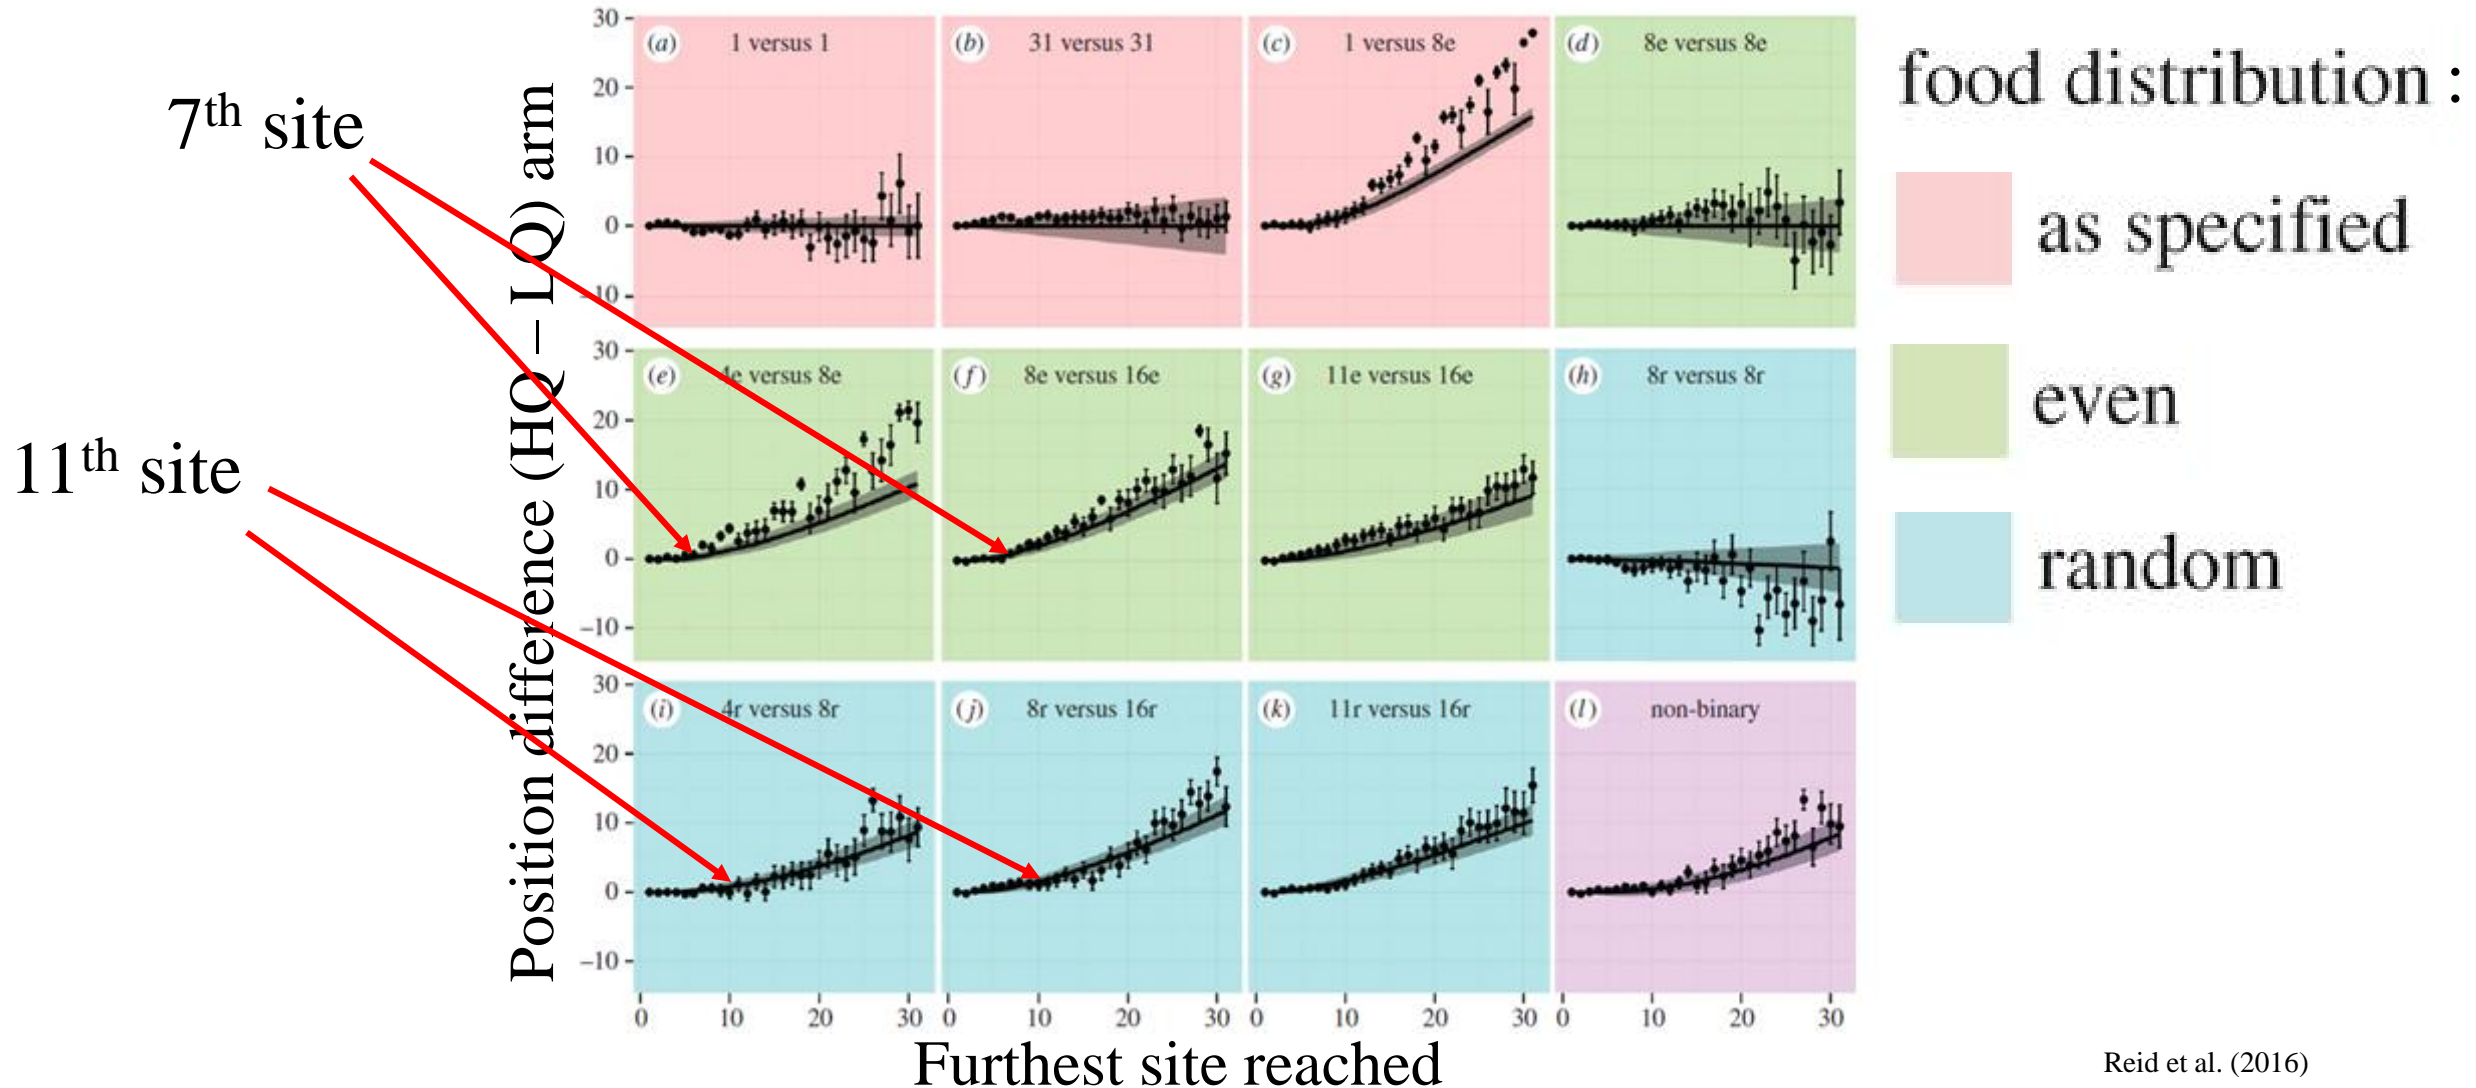 7th site
11th site
Position difference (HQ – LQ) arm
30
20
10
0
–10
(a) 1 versus 1
(b) 31 versus 31
(c) 1 versus 8e
(d) 8e versus 8e
30
20
10
0
–10
(e) 4e versus 8e
(f) 8e versus 16e
(g) 11e versus 16e
(h) 8r versus 8r
30
20
10
0
–10
(i) 4r versus 8r
(j) 8r versus 16r
(k) 11r versus 16r
(l) non-binary
0 10 20 30 0 10 20 30 0 10 20 30 0 10 20 30
Furthest site reached
food distribution :
as specified
even
random
Reid et al. (2016)